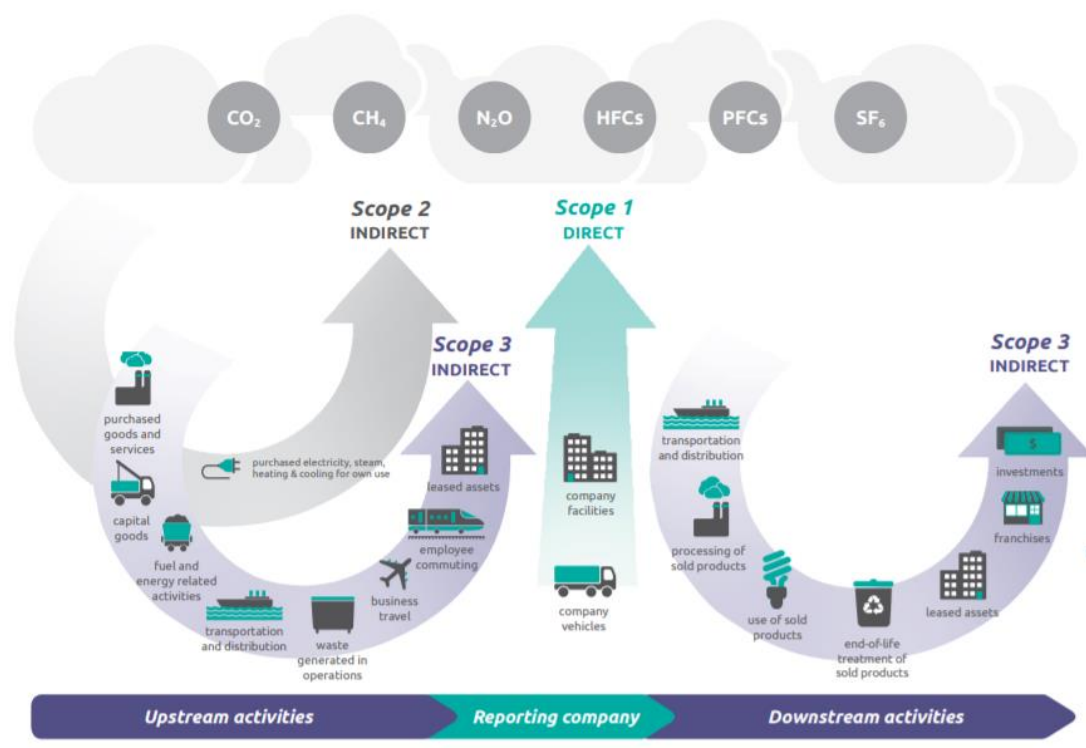 CO₂
CH₄
N₂O
HFCs
PFCs
SF₆
Scope 2
INDIRECT
Scope 1
DIRECT
Scope 3
INDIRECT
Scope 3
INDIRECT
purchased
goods and
services
capital
goods
fuel and
energy related
activities
transportation
and distribution
waste
generated in
operations
business
travel
employee
commuting
leased assets
purchased electricity, steam,
heating & cooling for own use
company
facilities
company
vehicles
transportation
and distribution
processing of
sold products
use of sold
products
end-of-life
treatment of
sold products
leased assets
franchises
$
investments
Upstream activities
Reporting company
Downstream activities